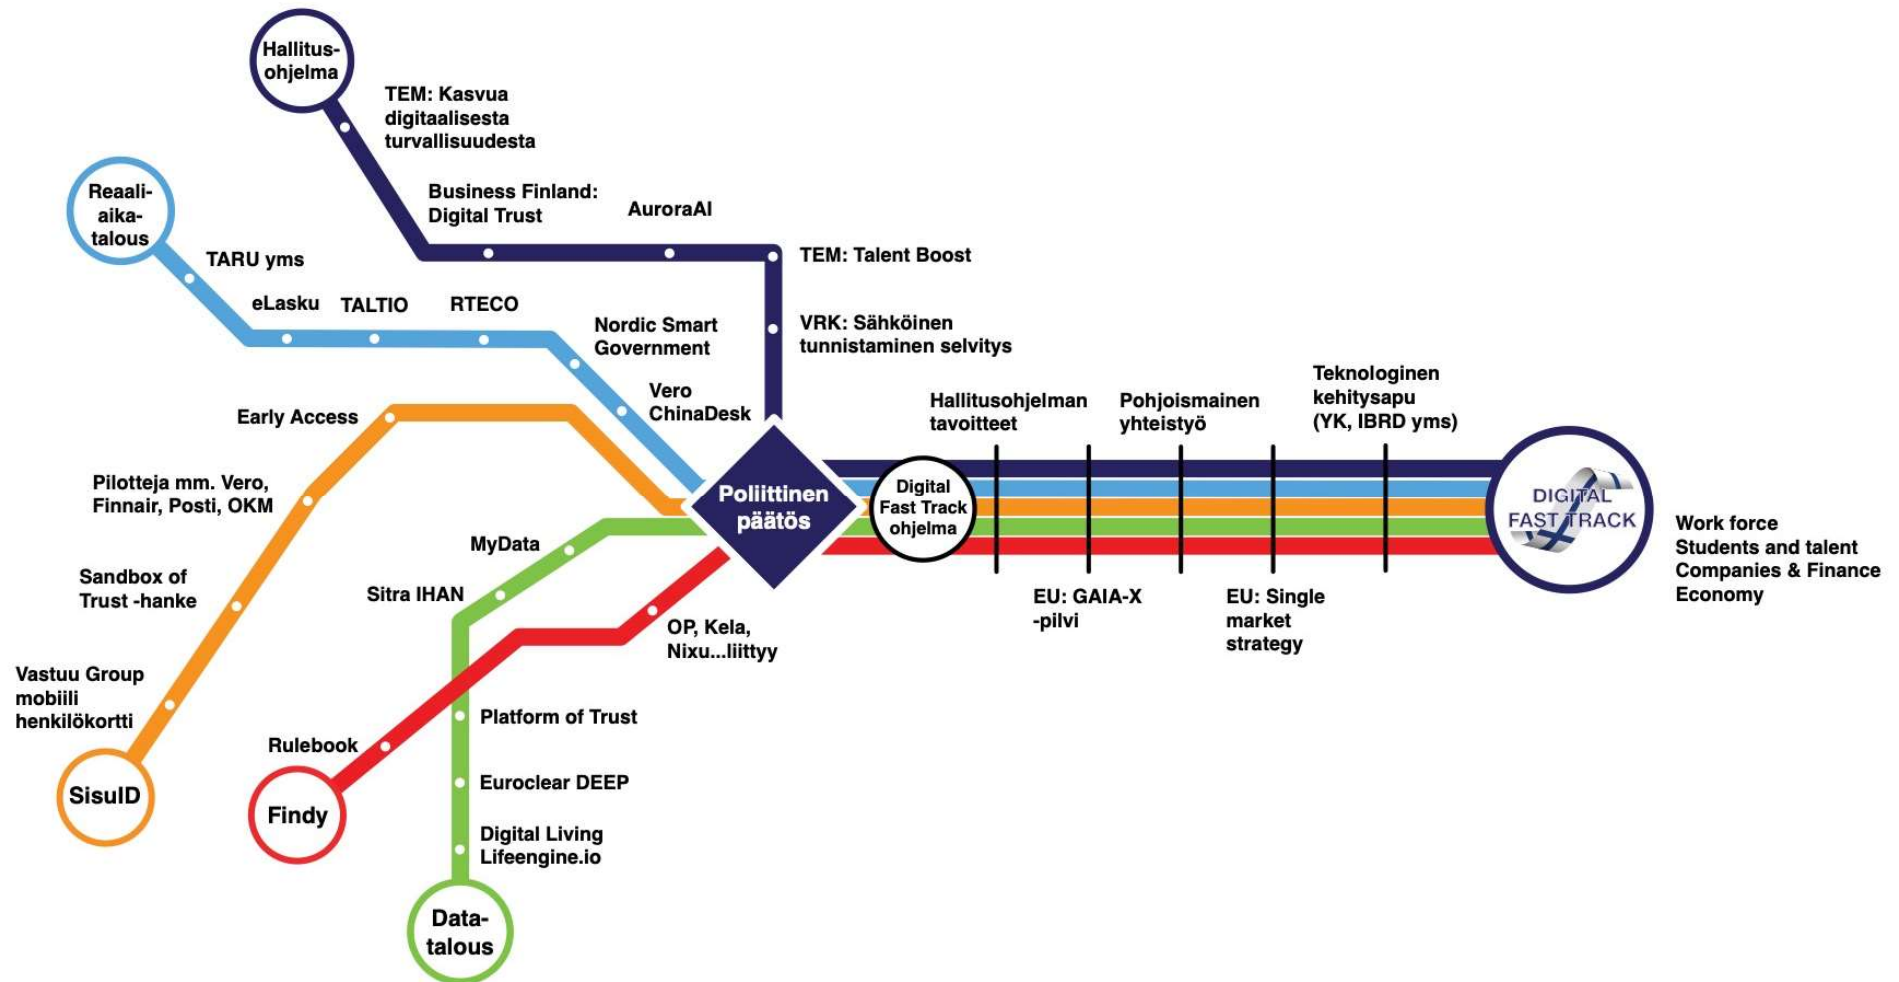 Hallitus-
ohjelma
TEM: Kasvua
digitaalisesta
turvallisuudesta
Business Finland:
Digital Trust
AuroraAI
TEM: Talent Boost
VRK: Sähköinen
tunnistaminen selvitys
Reaali-
aika-
talous
TARU yms
eLasku
TALTIO
RTECO
Nordic Smart
Government
Vero
ChinaDesk
Early Access
Pilotteja mm. Vero,
Finnair, Posti, OKM
Sandbox of
Trust -hanke
Vastuu Group
mobiili
henkilökortti
SisuID
MyData
Sitra IHAN
Platform of Trust
Euroclear DEEP
Digital Living
Lifeengine.io
Data-
talous
OP, Kela,
Nixu...liittyy
Rulebook
Findy
Poliittinen
päätös
Digital
Fast Track
ohjelma
Hallitusohjelman
tavoitteet
EU: GAIA-X
-pilvi
Pohjoismainen
yhteistyö
EU: Single
market
strategy
Teknologinen
kehitysapu
(YK, IBRD yms)
DIGITAL
FAST TRACK
Work force
Students and talent
Companies & Finance
Economy